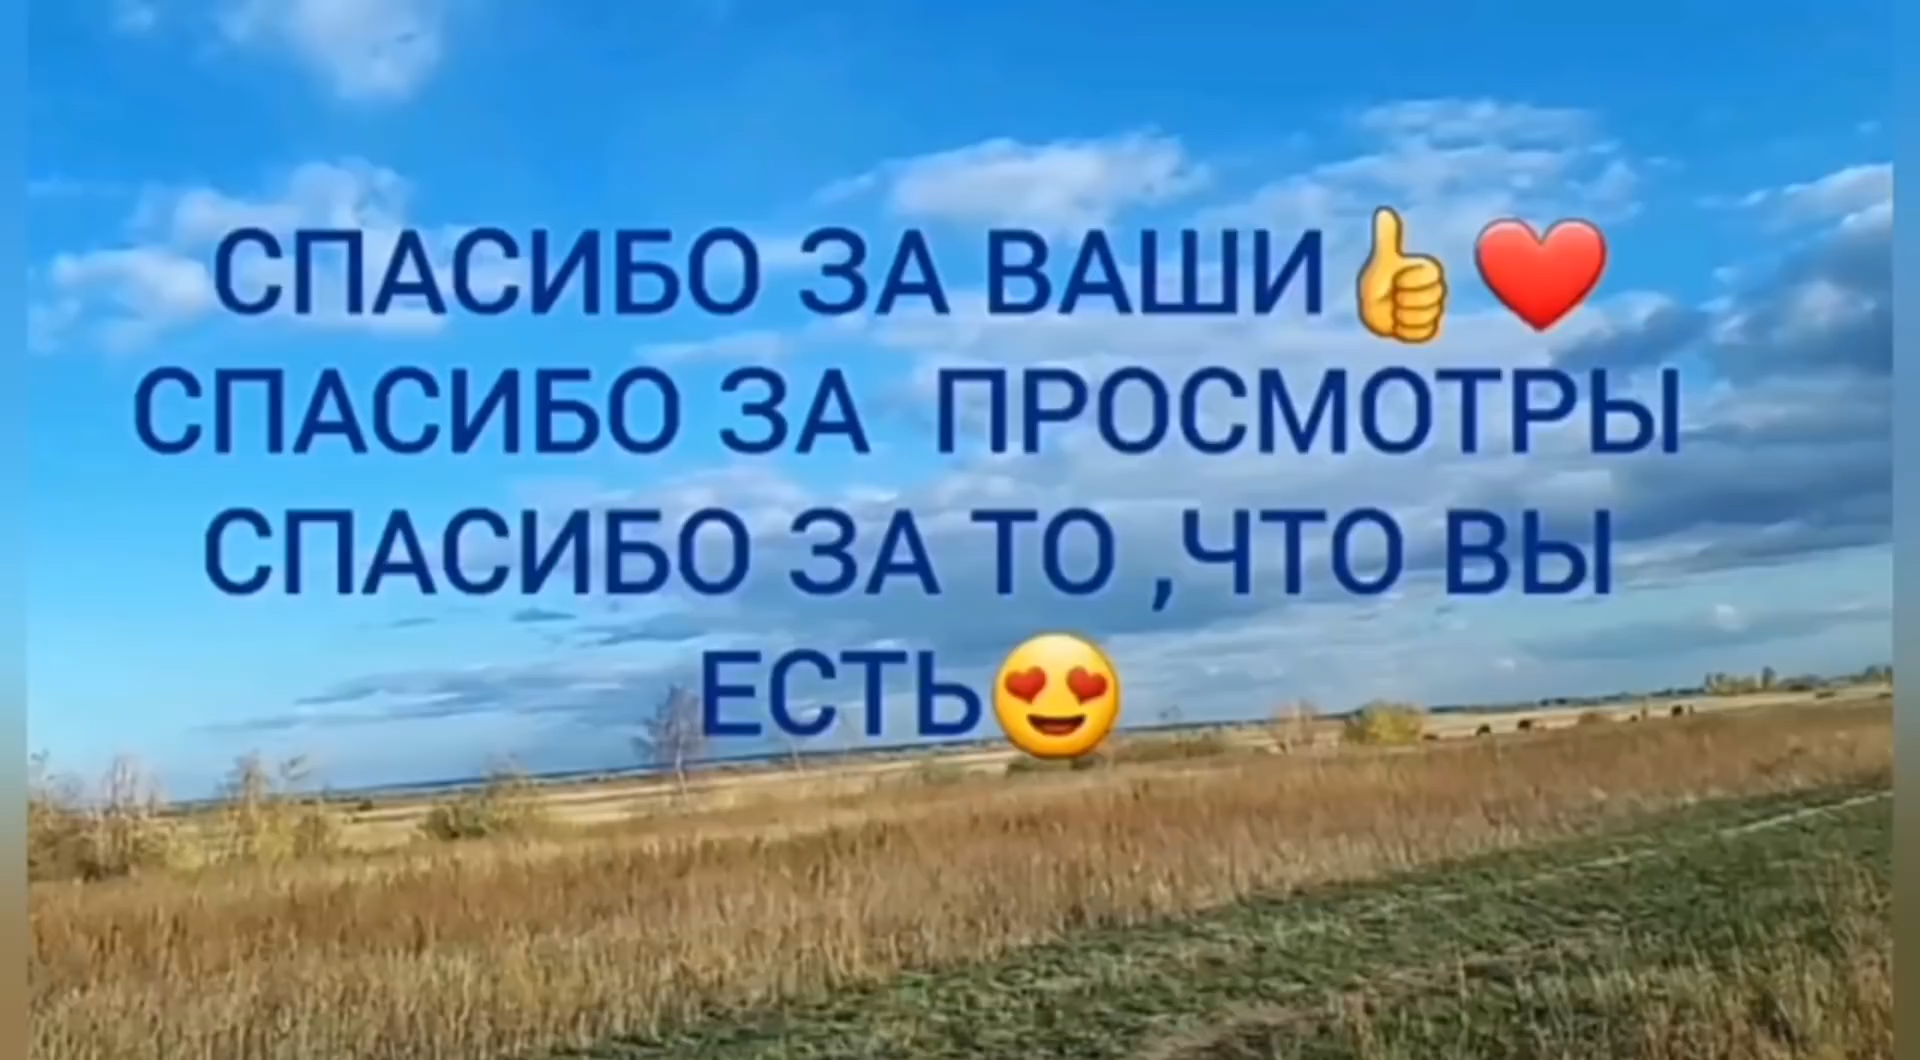 СПАСИБО ЗА ВАШИ👍❤️
СПАСИБО ЗА  ПРОСМОТРЫ
СПАСИБО ЗА ТО ,ЧТО ВЫ
ЕСТЬ😍